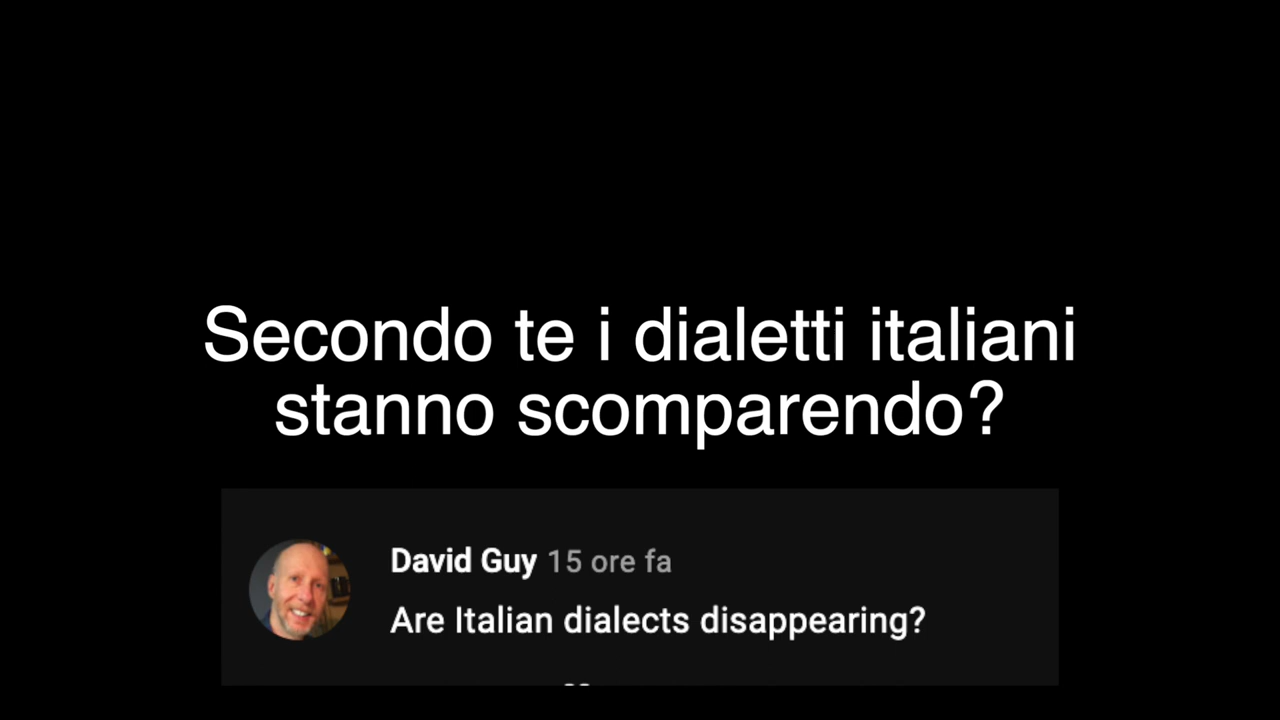 Secondo te i dialetti italiani
stanno scomparendo?
David Guy 15 ore fa
Are Italian dialects disappearing?